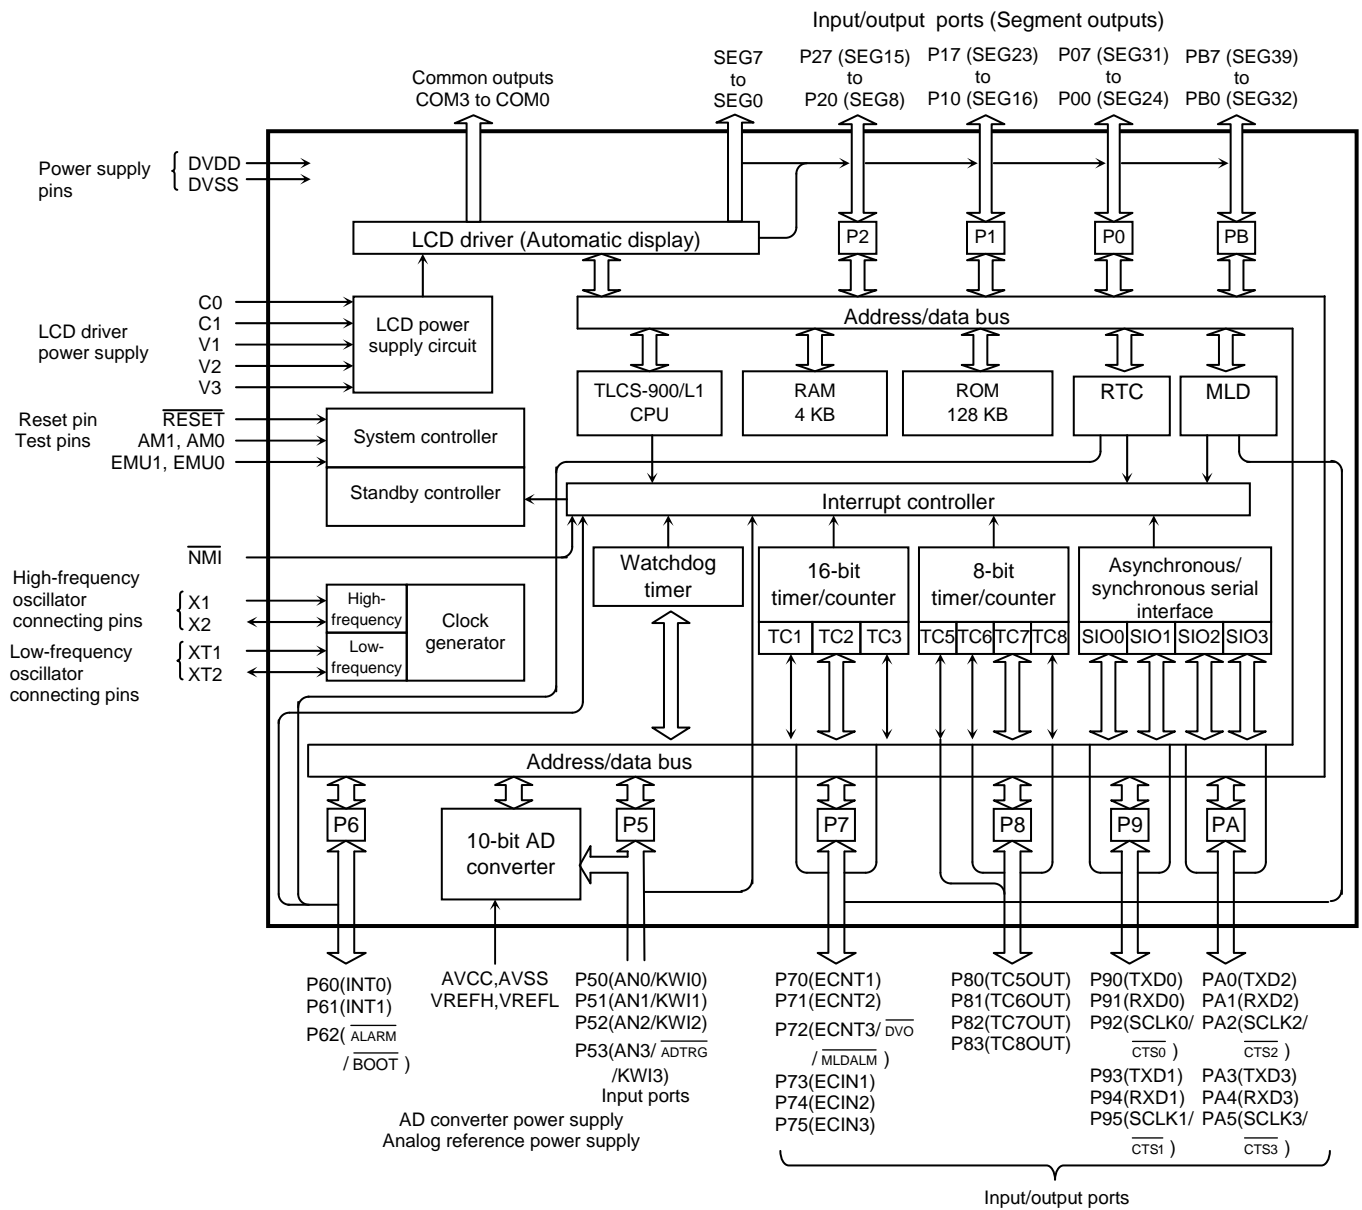 Input/output ports (Segment outputs)
Common outputs
COM3 to COM0
SEG7
to
SEG0
P27 (SEG15)
to
P20 (SEG8)
P17 (SEG23)
to
P10 (SEG16)
P07 (SEG31)
to
P00 (SEG24)
PB7 (SEG39)
to
PB0 (SEG32)
Power supply
pins
DVDD
DVSS
LCD driver (Automatic display)
P2
P1
P0
PB
LCD driver
power supply
C0
C1
V1
V2
V3
LCD power
supply circuit
Address/data bus
TLCS-900/L1
CPU
RAM
4 KB
ROM
128 KB
RTC
MLD
Reset pin
Test pins
RESET
AM1, AM0
EMU1, EMU0
System controller
Standby controller
Interrupt controller
NMI
High-frequency
oscillator
connecting pins
X1
X2
Low-frequency
oscillator
connecting pins
XT1
XT2
High-
frequency
Low-
frequency
Clock
generator
Watchdog
timer
16-bit
timer/counter
TC1
TC2
TC3
8-bit
timer/counter
TC5
TC6
TC7
TC8
Asynchronous/
synchronous serial
interface
SIO0
SIO1
SIO2
SIO3
Address/data bus
P6
10-bit AD
converter
P5
P7
P8
P9
PA
P60(INT0)
P61(INT1)
P62( ALARM
/ BOOT )
AVCC,AVSS
VREFH,VREFL
P50(AN0/KWI0)
P51(AN1/KWI1)
P52(AN2/KWI2)
P53(AN3/ ADTRG
/KWI3)
Input ports
AD converter power supply
Analog reference power supply
P70(ECNT1)
P71(ECNT2)
P72(ECNT3/ DVO
/ MLDALM )
P73(ECIN1)
P74(ECIN2)
P75(ECIN3)
P80(TC5OUT)
P81(TC6OUT)
P82(TC7OUT)
P83(TC8OUT)
P90(TXD0)
P91(RXD0)
P92(SCLK0/
CTS0 )
P93(TXD1)
P94(RXD1)
P95(SCLK1/
CTS1 )
PA0(TXD2)
PA1(RXD2)
PA2(SCLK2/
CTS2 )
PA3(TXD3)
PA4(RXD3)
PA5(SCLK3/
CTS3 )
Input/output ports